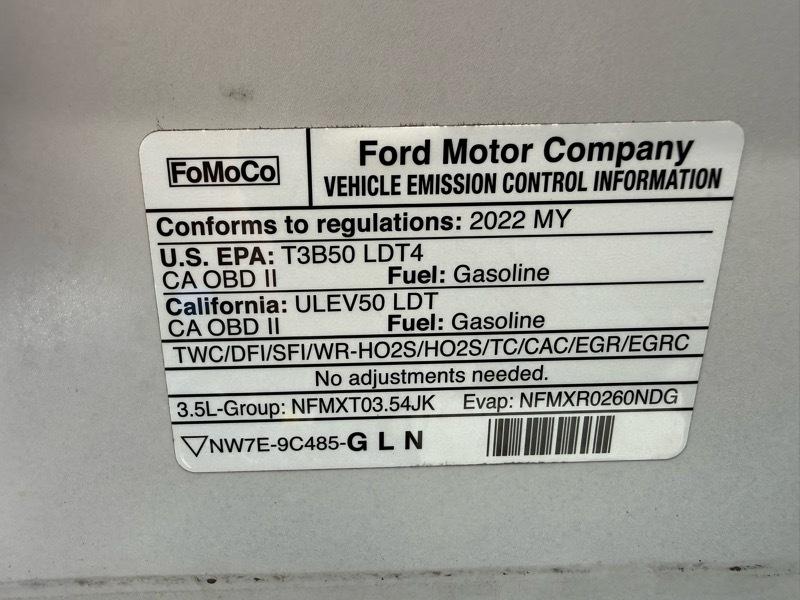 FoMoCo
Ford Motor Company
VEHICLE EMISSION CONTROL INFORMATION
Conforms to regulations: 2022 MY
U.S. EPA: T3B50 LDT4
CA OBD II Fuel: Gasoline
California: ULEV50 LDT
CA OBD II Fuel: Gasoline
TWC/DFI/SFI/WR-HO2S/HO2S/TC/CAC/EGR/EGRC
No adjustments needed.
3.5L-Group: NFMXT03.54JK Evap: NFMXR0260NDG
▽NW7E-9C485-G L N